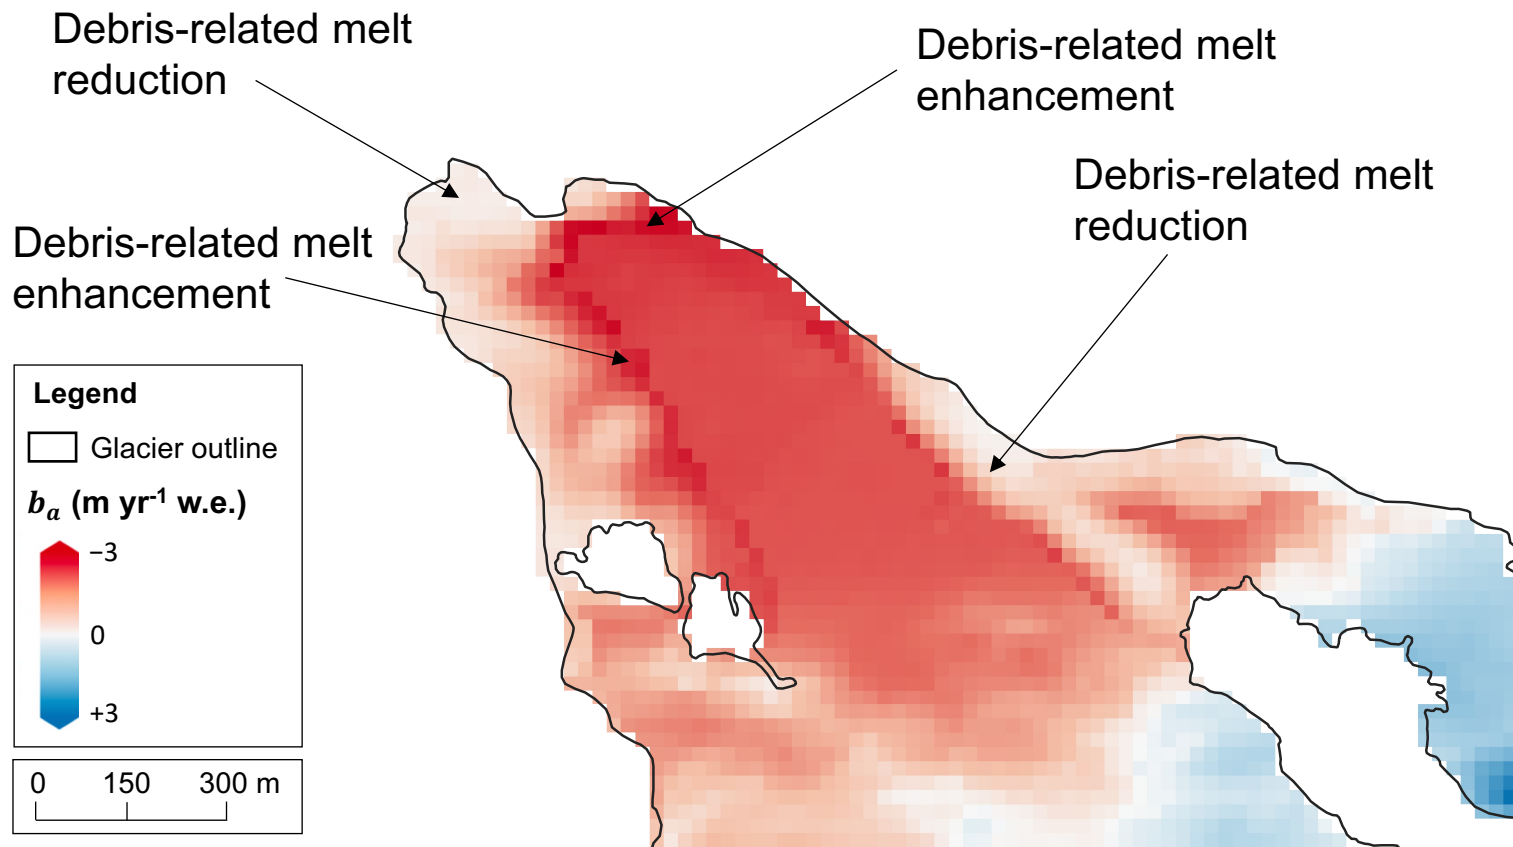 Debris-related melt
reduction
Debris-related melt
enhancement
Debris-related melt
reduction
Debris-related melt
enhancement
Legend
Glacier outline
bₐ (m yr⁻¹ w.e.)
−3
0
+3
0 150 300 m